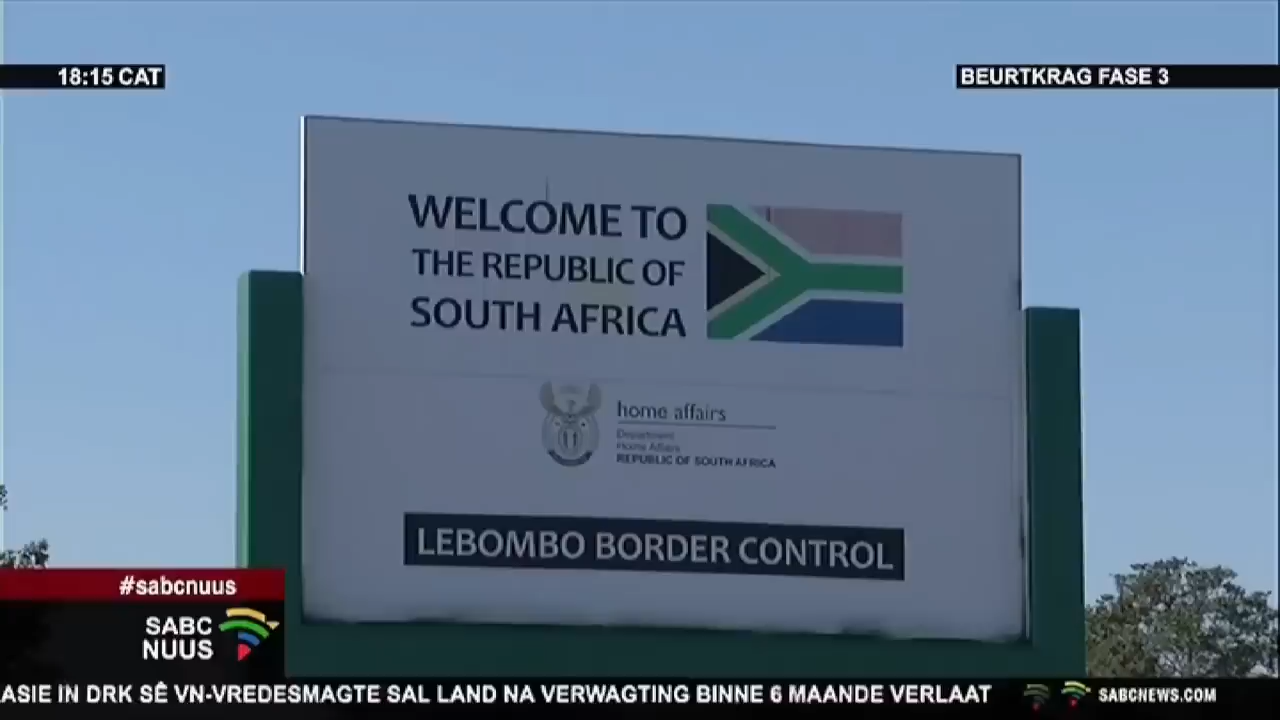 18:15 CAT
BEURTKRAG FASE 3
WELCOME TO
THE REPUBLIC OF
SOUTH AFRICA
home affairs
Department:
Home Affairs
REPUBLIC OF SOUTH AFRICA
LEBOMBO BORDER CONTROL
#sabcnuus
SABC
NUUS
ASIE IN DRK SÊ VN-VREDESMAGTE SAL LAND NA VERWAGTING BINNE 6 MAANDE VERLAAT
SABCNEWS.COM